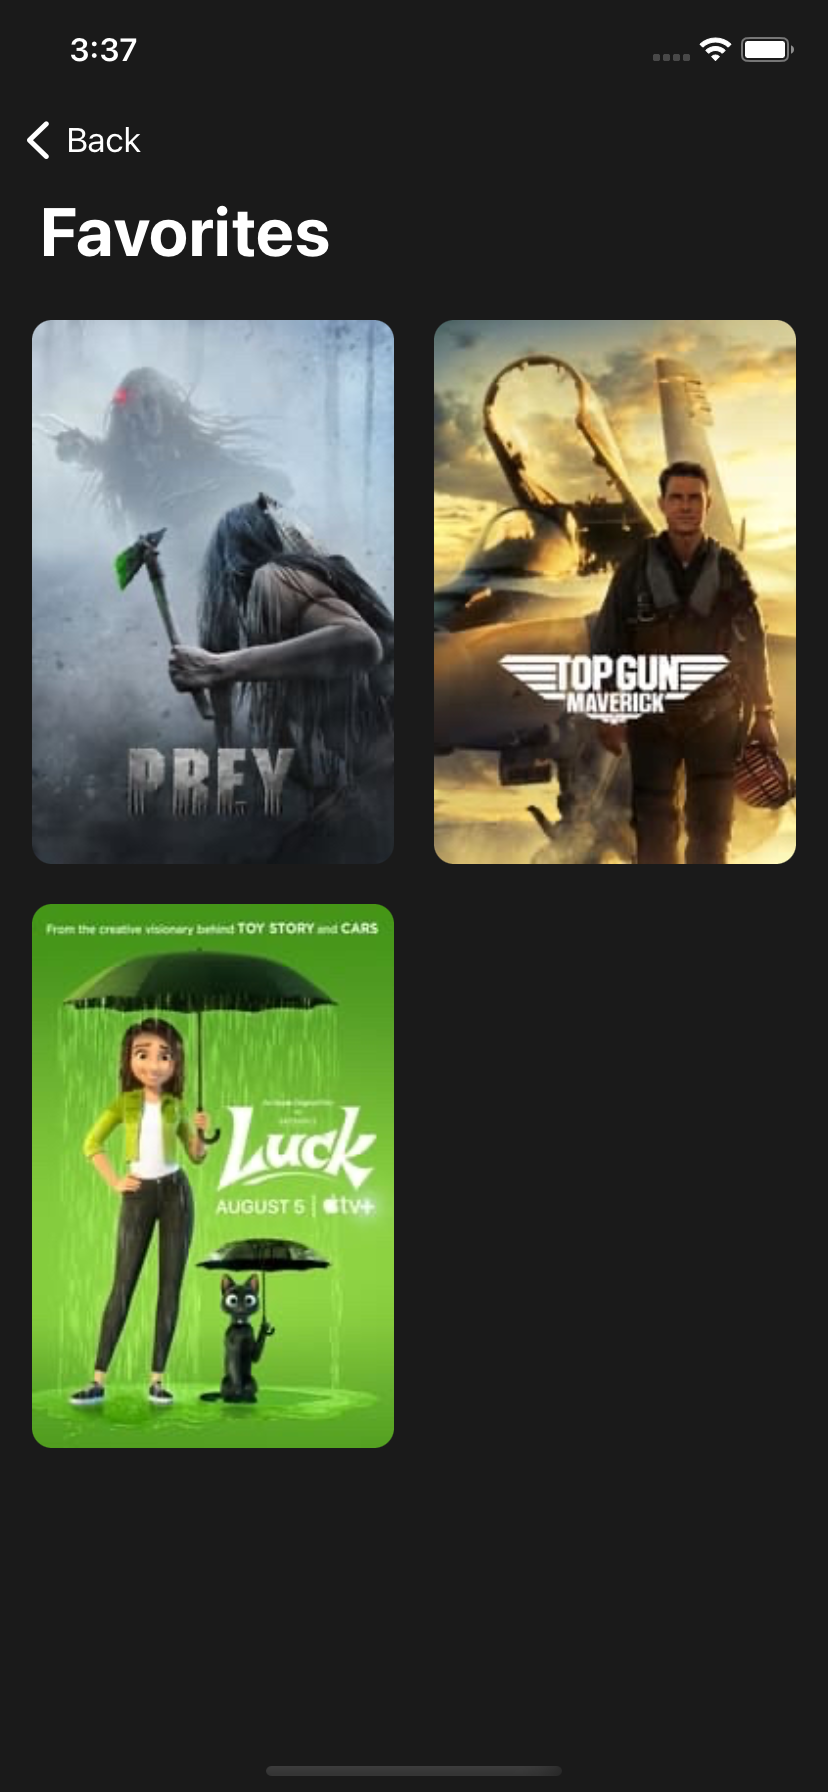 3:37
Back
Favorites
PREY
TOP GUN
MAVERICK
From the creative visionary behind TOY STORY and CARS
Luck
AUGUST 5 | tv+